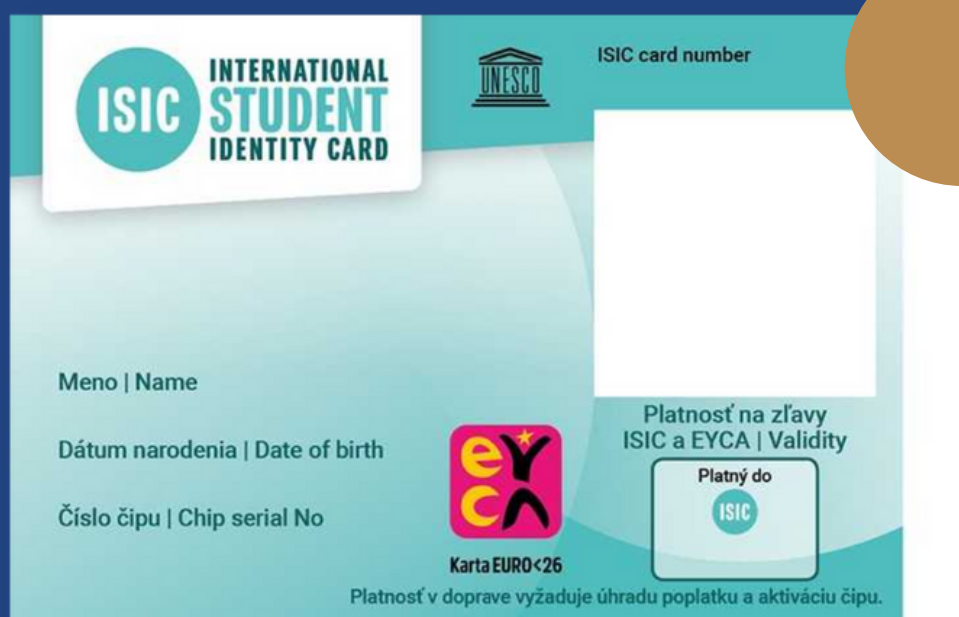 ISIC
INTERNATIONAL
STUDENT
IDENTITY CARD
UNESCO
ISIC card number
Meno | Name
Dátum narodenia | Date of birth
Číslo čipu | Chip serial No
eyca
Karta EURO<26
Platnosť na zľavy
ISIC a EYCA | Validity
Platný do
ISIC
Platnosť v doprave vyžaduje úhradu poplatku a aktiváciu čipu.